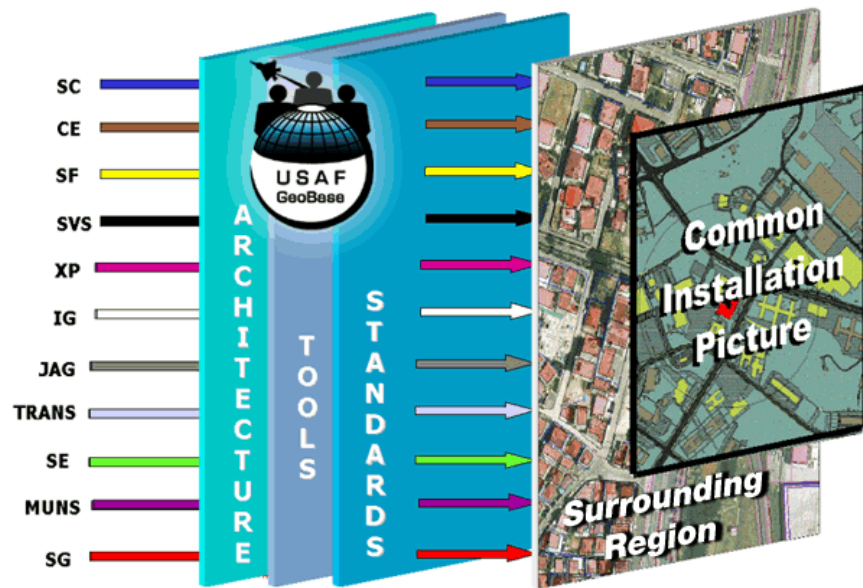 SC
CE
SF
SVS
XP
IG
JAG
TRANS
SE
MUNS
SG
USAF
GeoBase
ARCHITECTURE
TOOLS
STANDARDS
Common
Installation
Picture
Surrounding
Region